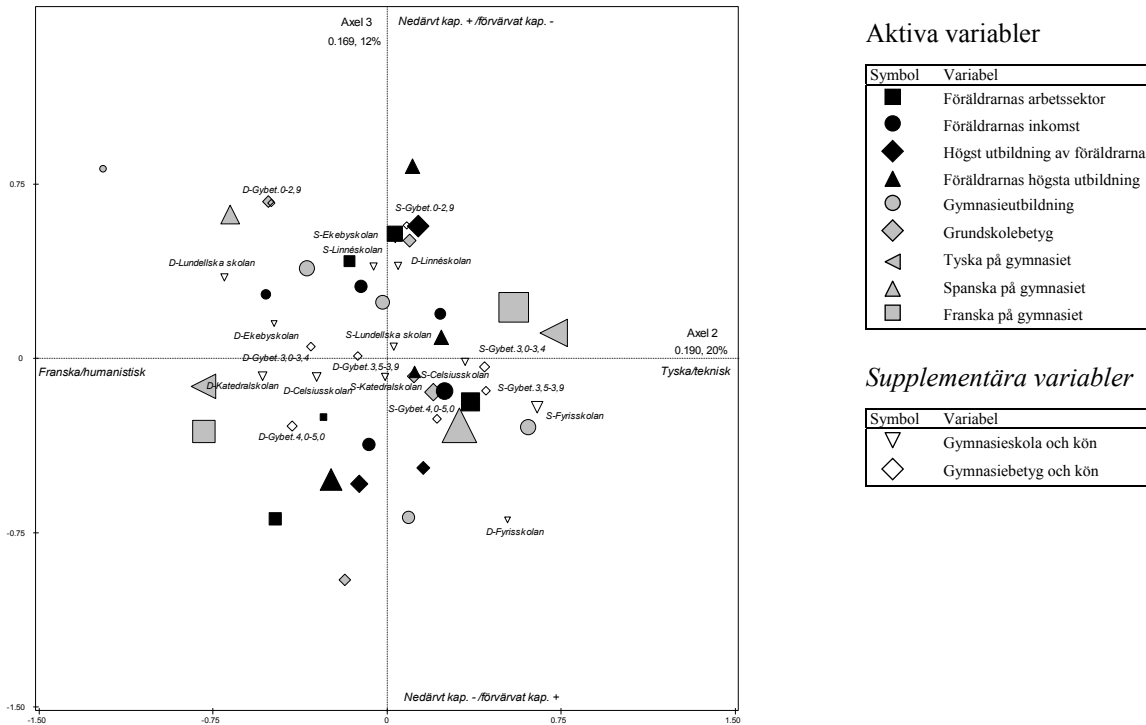 Axel 3
0.169, 12%
Nedärvt kap. + /förvärvat kap. -
0.75
0
-0.75
-1.50
-1.50
-0.75
0
0.75
1.50
D-Gybet.0-2,9
S-Gybet.0-2,9
S-Ekebyskolan
S-Linnéskolan
D-Linnéskolan
D-Lundellska skolan
D-Ekebyskolan
S-Lundellska skolan
Axel 2
0.190, 20%
D-Gybet.3,0-3,4
D-Gybet.3,5-3,9
S-Gybet.3,0-3,4
Franska/humanistisk
Tyska/teknisk
D-Katedralskolan
D-Celsiusskolan
S-Katedralskolan
S-Celsiusskolan
S-Gybet.3,5-3,9
S-Gybet.4,0-5,0
S-Fyrisskolan
D-Gybet.4,0-5,0
D-Fyrisskolan
Nedärvt kap. - /förvärvat kap. +
Aktiva variabler
Symbol Variabel
Föräldrarnas arbetssektor
Föräldrarnas inkomst
Högst utbildning av föräldrarna
Föräldrarnas högsta utbildning
Gymnasieutbildning
Grundskolebetyg
Tyska på gymnasiet
Spanska på gymnasiet
Franska på gymnasiet
Supplementära variabler
Symbol Variabel
Gymnasieskola och kön
Gymnasiebetyg och kön